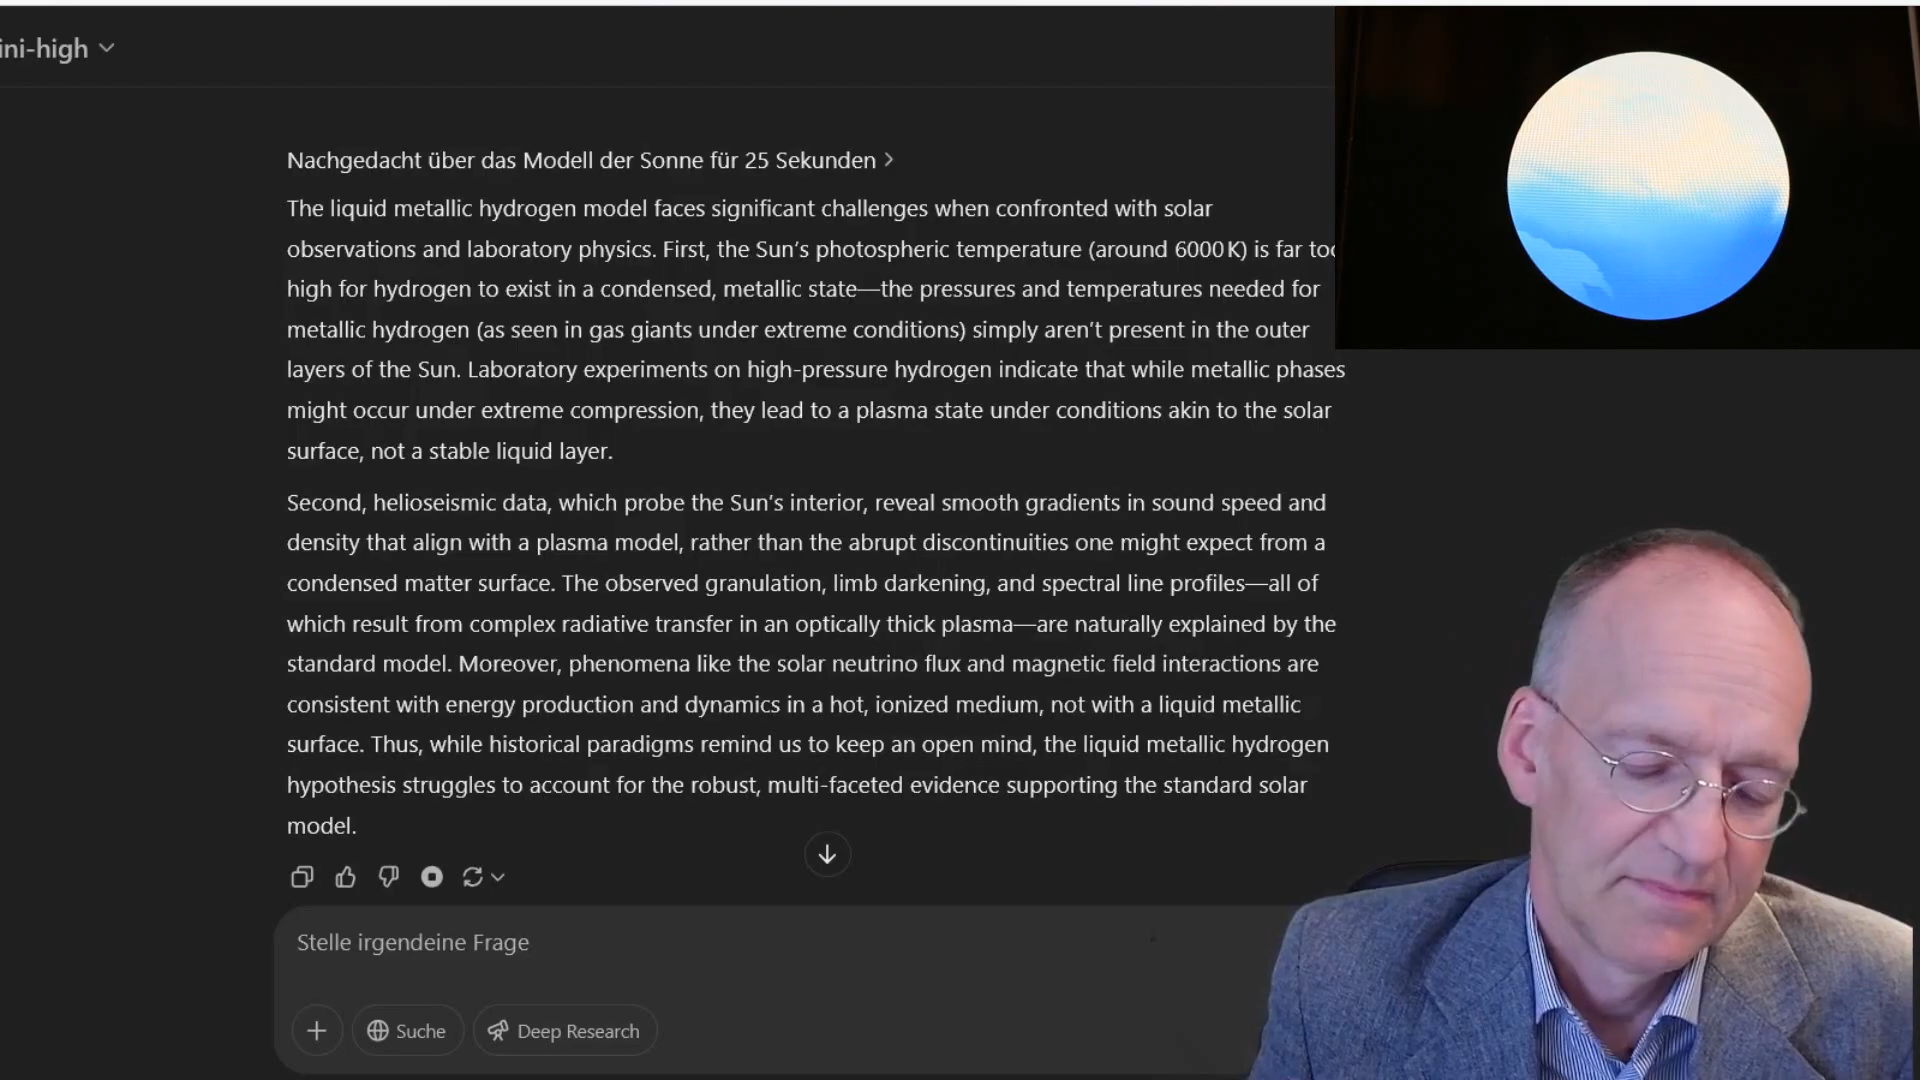 ini-high
Nachgedacht über das Modell der Sonne für 25 Sekunden
The liquid metallic hydrogen model faces significant challenges when confronted with solar
observations and laboratory physics. First, the Sun's photospheric temperature (around 6000 K) is far too
high for hydrogen to exist in a condensed, metallic state—the pressures and temperatures needed for
metallic hydrogen (as seen in gas giants under extreme conditions) simply aren't present in the outer
layers of the Sun. Laboratory experiments on high-pressure hydrogen indicate that while metallic phases
might occur under extreme compression, they lead to a plasma state under conditions akin to the solar
surface, not a stable liquid layer.
Second, helioseismic data, which probe the Sun's interior, reveal smooth gradients in sound speed and
density that align with a plasma model, rather than the abrupt discontinuities one might expect from a
condensed matter surface. The observed granulation, limb darkening, and spectral line profiles—all of
which result from complex radiative transfer in an optically thick plasma—are naturally explained by the
standard model. Moreover, phenomena like the solar neutrino flux and magnetic field interactions are
consistent with energy production and dynamics in a hot, ionized medium, not with a liquid metallic
surface. Thus, while historical paradigms remind us to keep an open mind, the liquid metallic hydrogen
hypothesis struggles to account for the robust, multi-faceted evidence supporting the standard solar
model.
Stelle irgendeine Frage
Suche
Deep Research